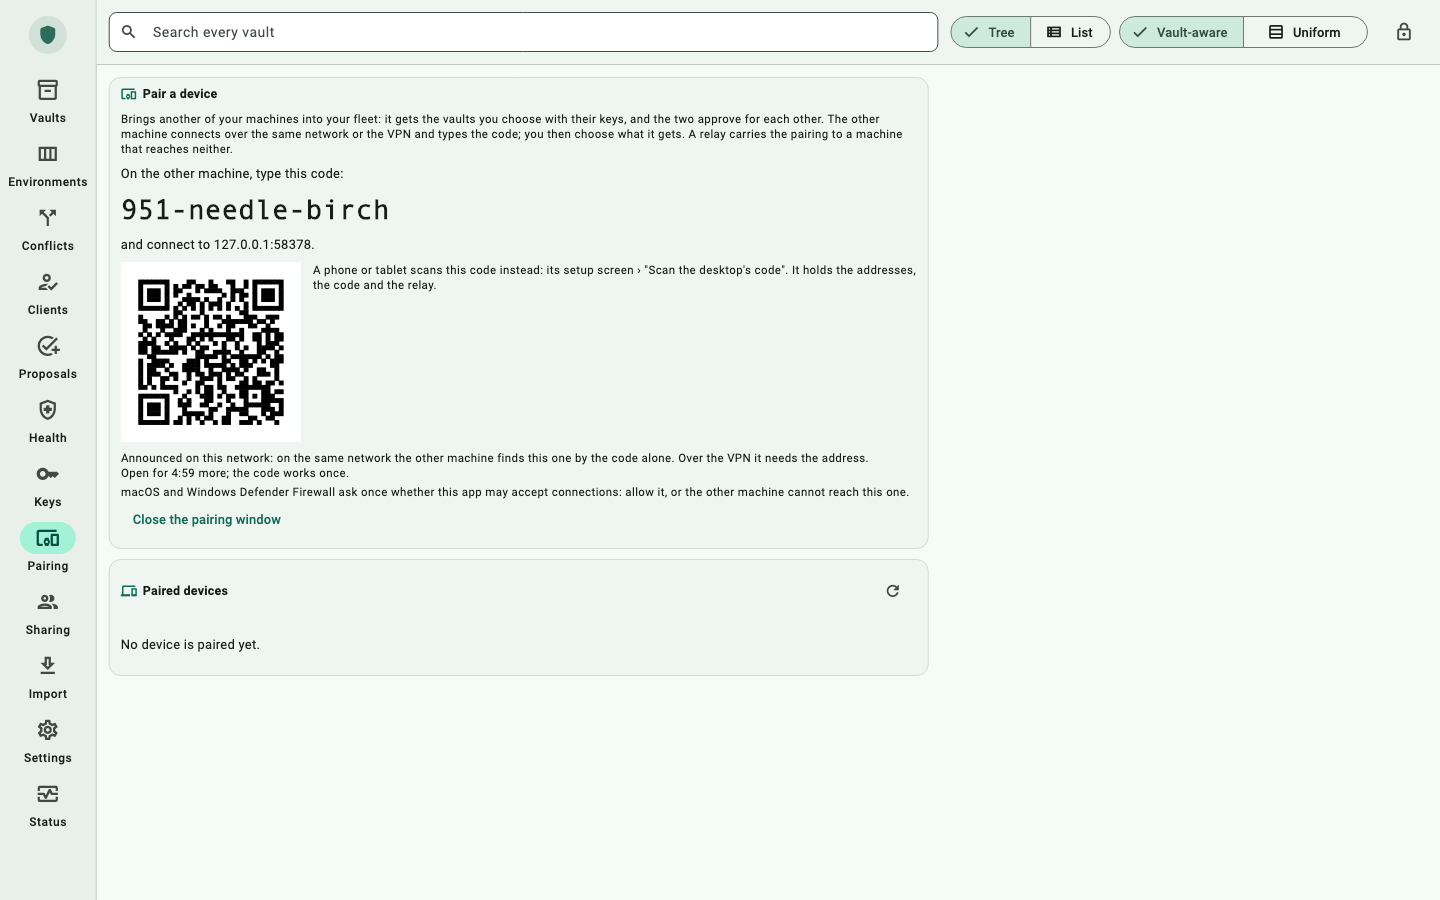 Search every vault
Tree
List
Vault-aware
Uniform
Vaults
Environments
Conflicts
Clients
Proposals
Health
Keys
Pairing
Sharing
Import
Settings
Status
Pair a device
Brings another of your machines into your fleet: it gets the vaults you choose with their keys, and the two approve for each other. The other
machine connects over the same network or the VPN and types the code; you then choose what it gets. A relay carries the pairing to a machine
that reaches neither.
On the other machine, type this code:
951-needle-birch
and connect to 127.0.0.1:58378.
A phone or tablet scans this code instead: its setup screen › "Scan the desktop's code". It holds the addresses,
the code and the relay.
Announced on this network: on the same network the other machine finds this one by the code alone. Over the VPN it needs the address.
Open for 4:59 more; the code works once.
macOS and Windows Defender Firewall ask once whether this app may accept connections: allow it, or the other machine cannot reach this one.
Close the pairing window
Paired devices
No device is paired yet.